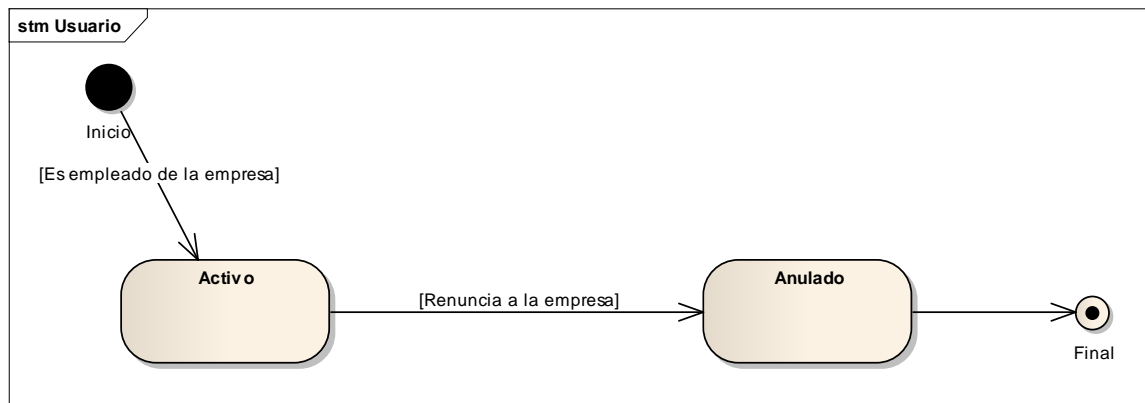 stm Usuario
Inicio
[Es empleado de la empresa]
Activo
[Renuncia a la empresa]
Anulado
Final